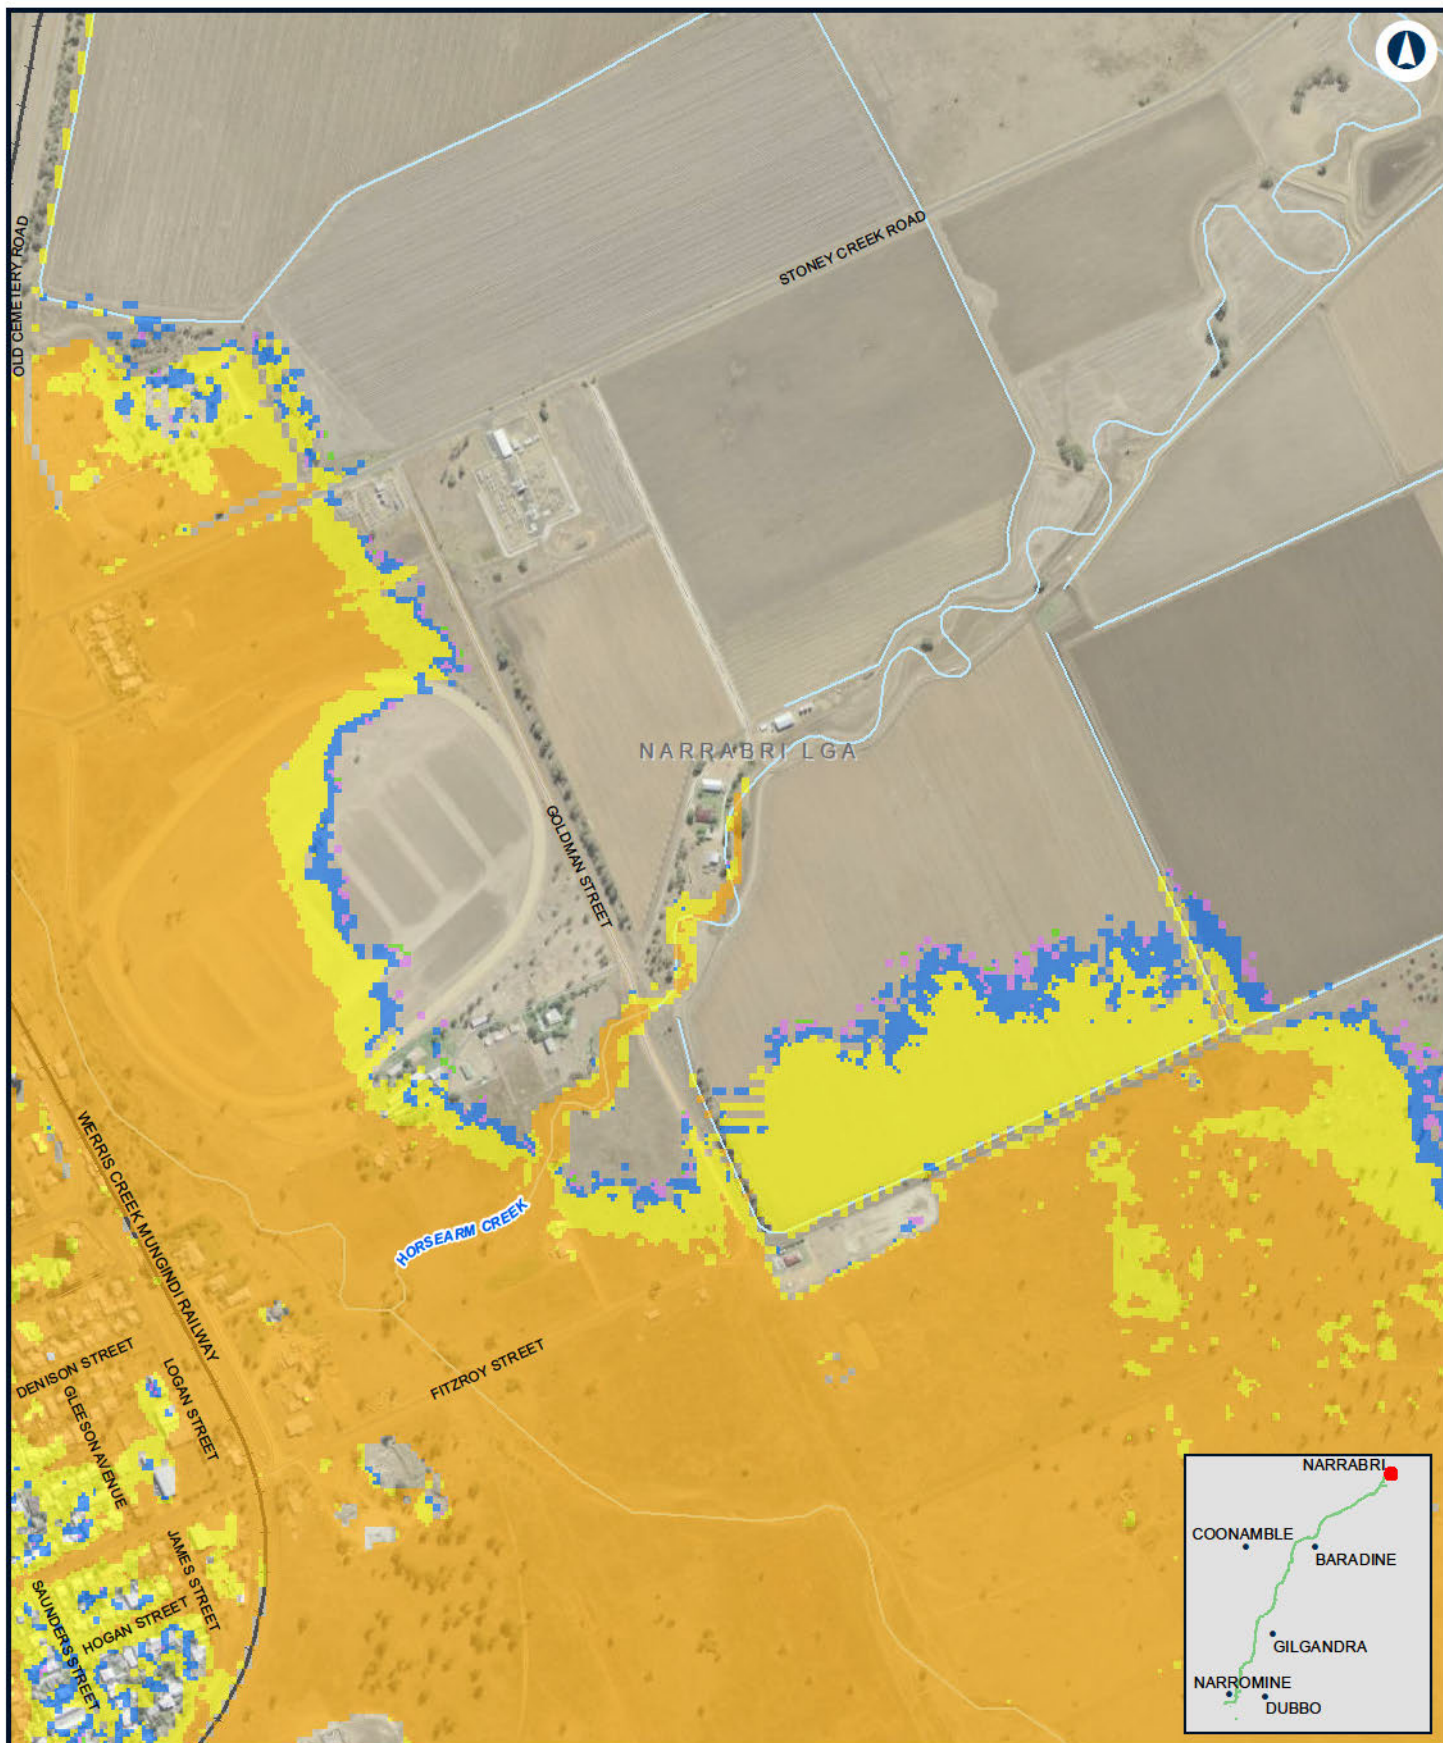 OLD CEMETERY ROAD
STONEY CREEK ROAD
NARRABRI LGA
GOLDMAN STREET
HORSEARM CREEK
WERRIS CREEK MUNGINDI RAILWAY
FITZROY STREET
DENISON STREET
LOGAN STREET
GLEESON AVENUE
JAMES STREET
SAUNDERS STREET
HOGAN STREET
NARRABRI
COONAMBLE
BARADINE
GILGANDRA
NARROMINE
DUBBO